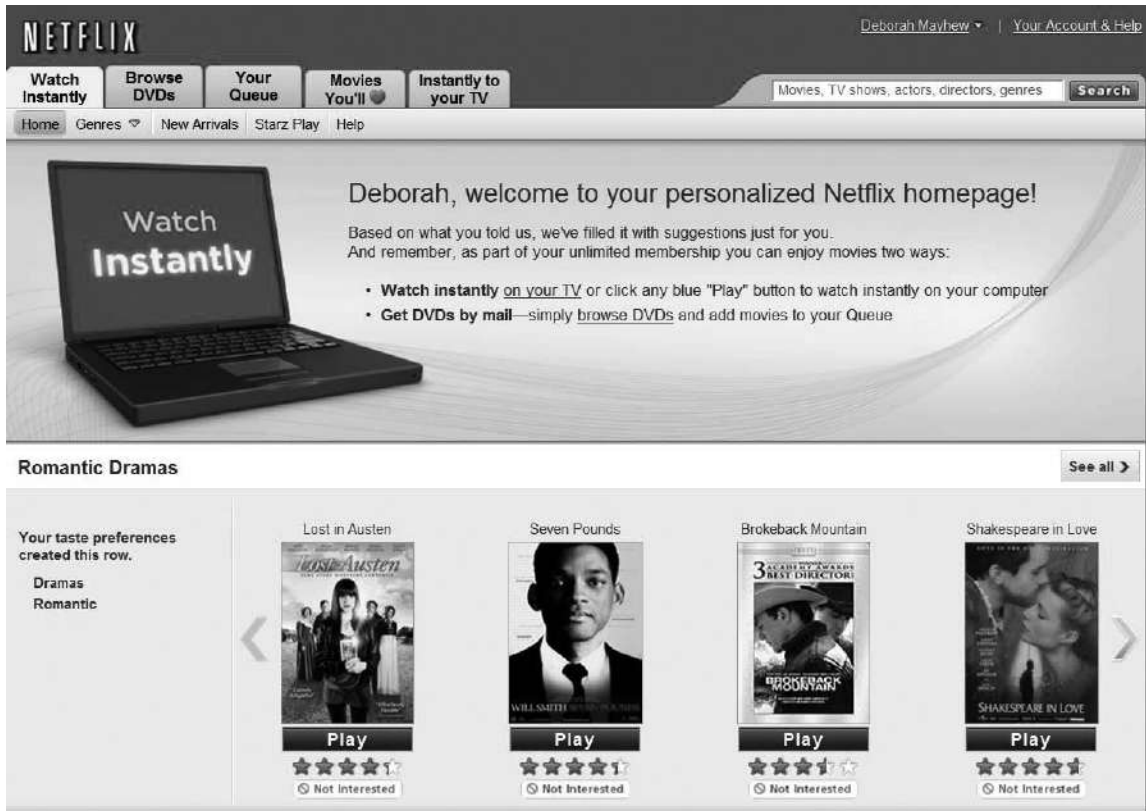 NETFLIX
Deborah Mayhew | Your Account & Help
Watch Instantly
Browse DVDs
Your Queue
Movies You'll
Instantly to your TV
Movies, TV shows, actors, directors, genres
Search
Home Genres New Arrivals Starz Play Help
Watch
Instantly
Deborah, welcome to your personalized Netflix homepage!
Based on what you told us, we've filled it with suggestions just for you.
And remember, as part of your unlimited membership you can enjoy movies two ways:
• Watch instantly on your TV or click any blue "Play" button to watch instantly on your computer
• Get DVDs by mail—simply browse DVDs and add movies to your Queue
Romantic Dramas
See all
Your taste preferences
created this row.
Dramas
Romantic
Lost in Austen
Seven Pounds
Brokeback Mountain
Shakespeare in Love
Lost in Austen
WILL SMITH SEVEN POUNDS
3 ACADEMY AWARDS
BEST DIRECTOR
BROKEBACK
MOUNTAIN
SHAKESPEARE IN LOVE
Play
Play
Play
Play
Not Interested
Not Interested
Not Interested
Not Interested